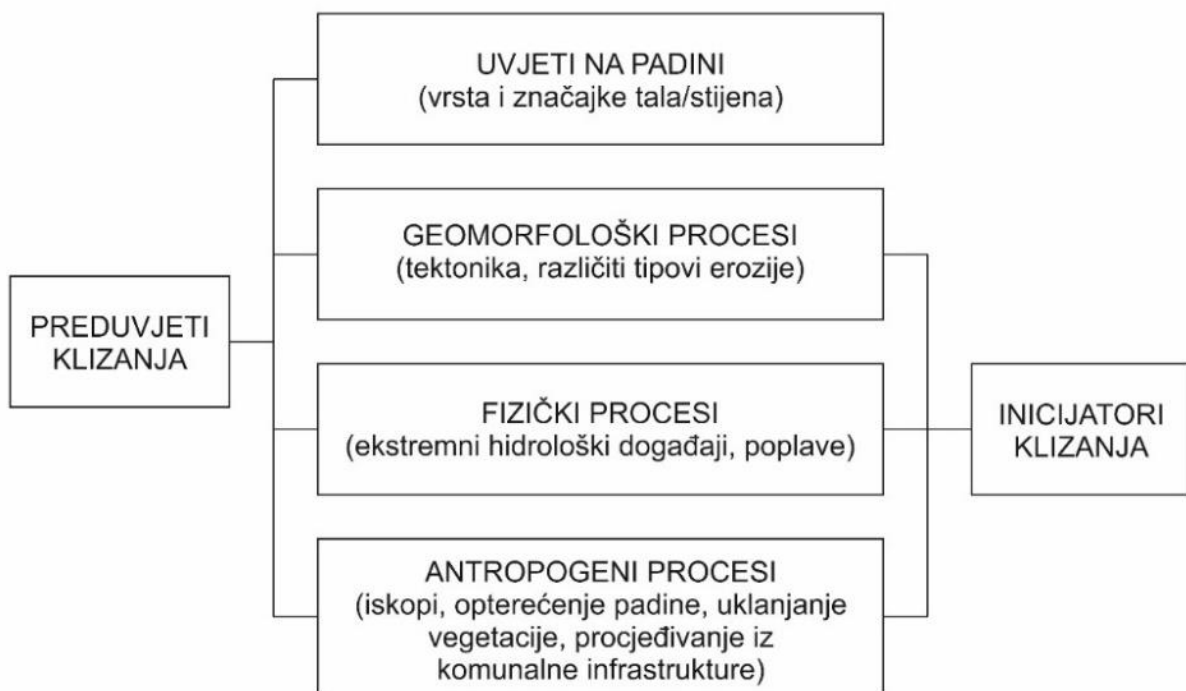 UVJETI NA PADINI
(vrsta i značajke tala/stijena)
GEOMORFOLOŠKI PROCESI
(tektonika, različiti tipovi erozije)
PREDUVJETI
KLIZANJA
FIZIČKI PROCESI
(ekstremni hidrološki događaji, poplave)
INICIJATORI
KLIZANJA
ANTROPOGENI PROCESI
(iskopi, opterećenje padine, uklanjanje
vegetacije, procjeđivanje iz
komunalne infrastrukture)